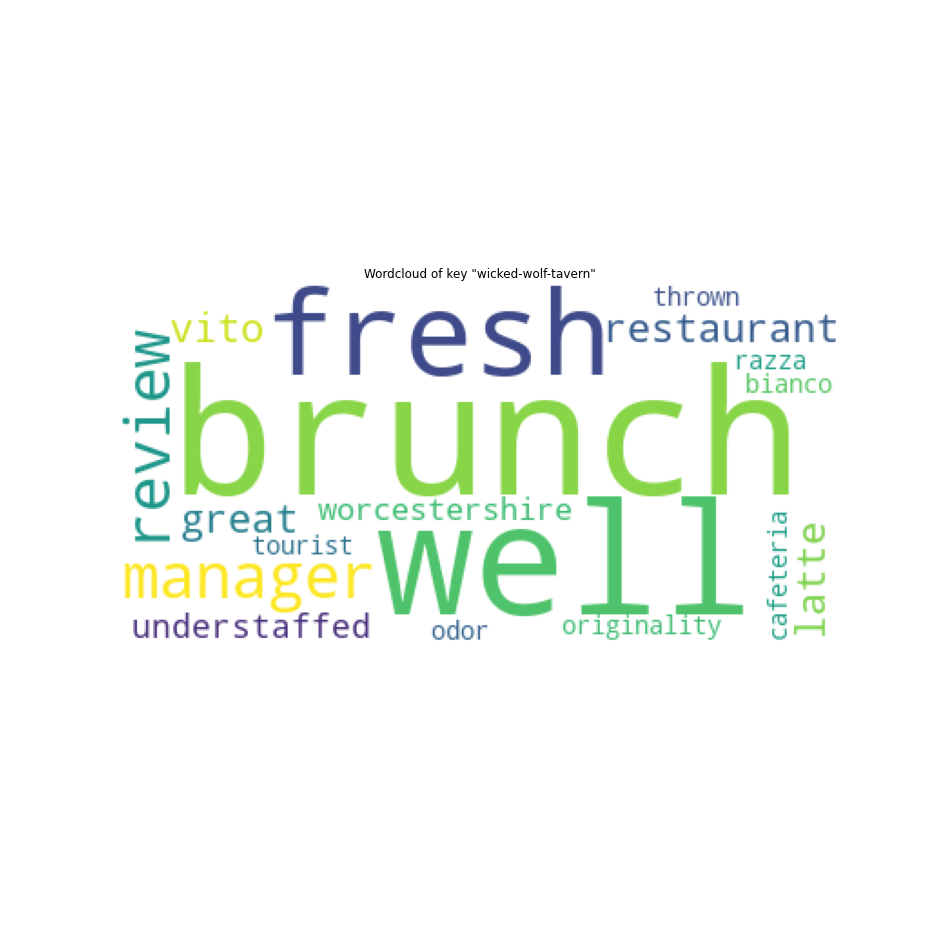 Wordcloud of key "wicked-wolf-tavern"
thrown
fresh
vito
restaurant
review
razza
bianco
brunch
worcestershire
great
tourist
well
manager
cafeteria
latte
understaffed
odor
originality